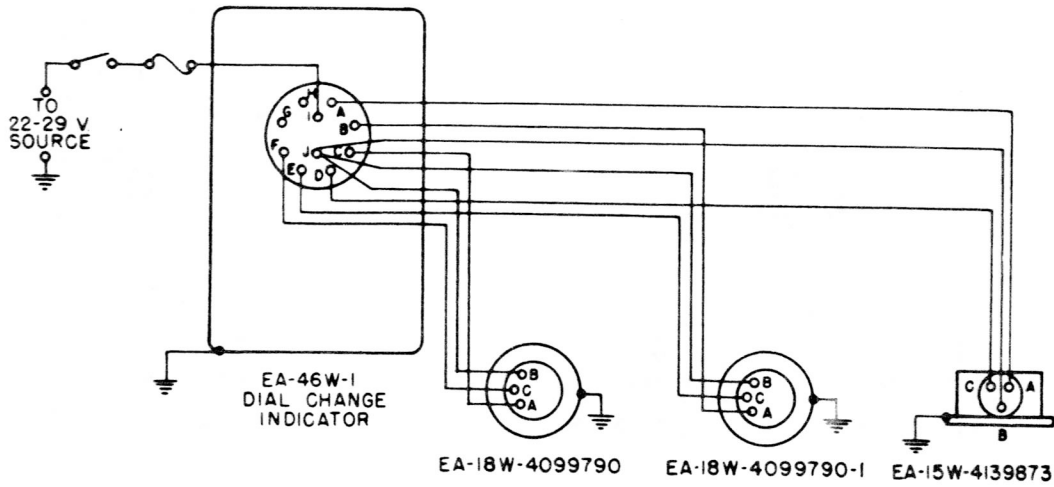 TO
22-29 V.
SOURCE
H
G
A
I
B
F
J
C
E
D
EA-46W-1
DIAL CHANGE
INDICATOR
B
C
A
EA-18W-4099790
B
C
A
EA-18W-4099790-1
C
A
B
EA-15W-4139873